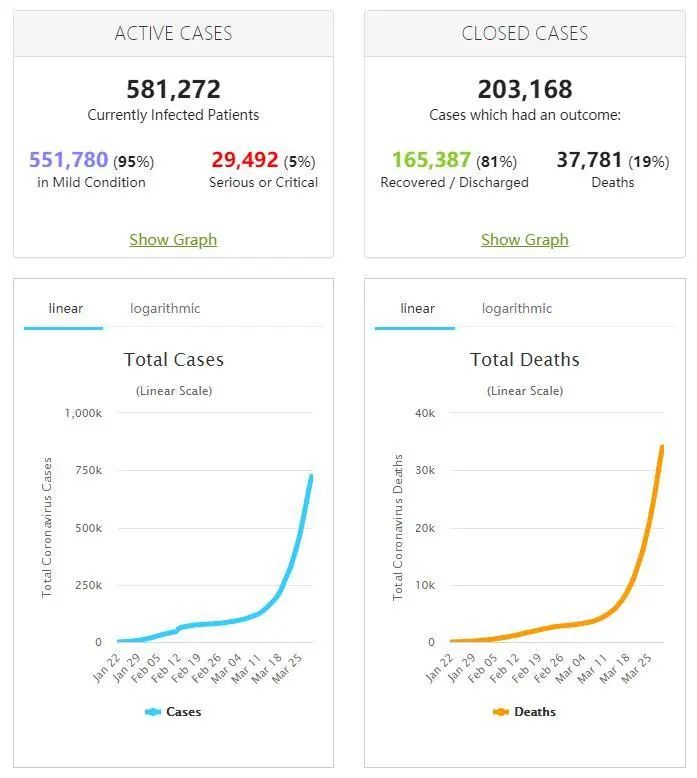 ACTIVE CASES
581,272
Currently Infected Patients
551,780 (95%)
in Mild Condition
29,492 (5%)
Serious or Critical
Show Graph
CLOSED CASES
203,168
Cases which had an outcome:
165,387 (81%)
Recovered / Discharged
37,781 (19%)
Deaths
Show Graph
linear
logarithmic
Total Cases
(Linear Scale)
Total Coronavirus Cases
1,000k
750k
500k
250k
0
Jan 22
Jan 29
Feb 05
Feb 12
Feb 19
Feb 26
Mar 04
Mar 11
Mar 18
Mar 25
Cases
linear
logarithmic
Total Deaths
(Linear Scale)
Total Coronavirus Deaths
40k
30k
20k
10k
0
Jan 22
Jan 29
Feb 05
Feb 12
Feb 19
Feb 26
Mar 04
Mar 11
Mar 18
Mar 25
Deaths